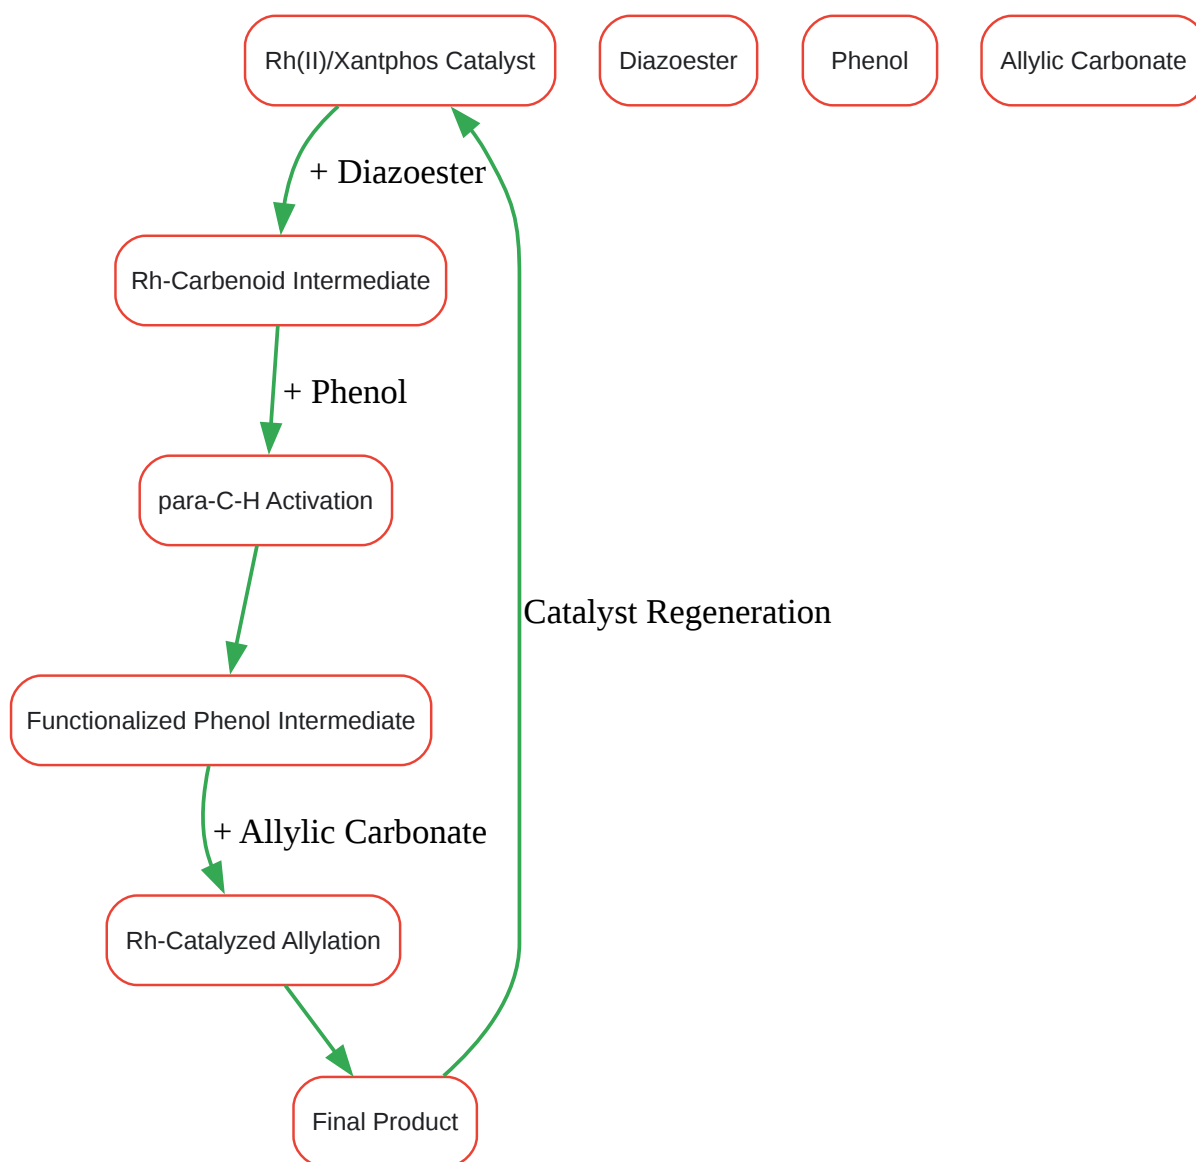 Rh(II)/Xantphos Catalyst
Diazoester
Phenol
Allylic Carbonate
+ Diazoester
Rh-Carbenoid Intermediate
+ Phenol
para-C-H Activation
Catalyst Regeneration
Functionalized Phenol Intermediate
+ Allylic Carbonate
Rh-Catalyzed Allylation
Final Product